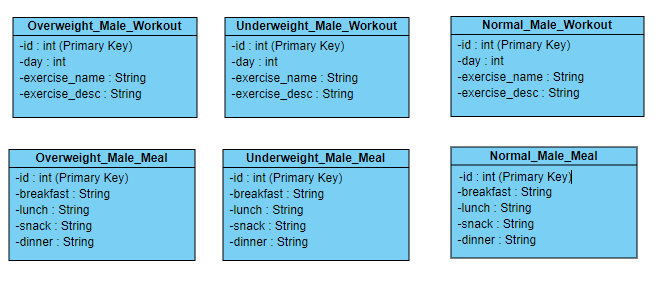 Overweight_Male_Workout
-id : int (Primary Key)
-day : int
-exercise_name : String
-exercise_desc : String
Underweight_Male_Workout
-id : int (Primary Key)
-day : int
-exercise_name : String
-exercise_desc : String
Normal_Male_Workout
-id : int (Primary Key)
-day : int
-exercise_name : String
-exercise_desc : String
Overweight_Male_Meal
-id : int (Primary Key)
-breakfast : String
-lunch : String
-snack : String
-dinner : String
Underweight_Male_Meal
-id : int (Primary Key)
-breakfast : String
-lunch : String
-snack : String
-dinner : String
Normal_Male_Meal
-id : int (Primary Key)
-breakfast : String
-lunch : String
-snack : String
-dinner : String